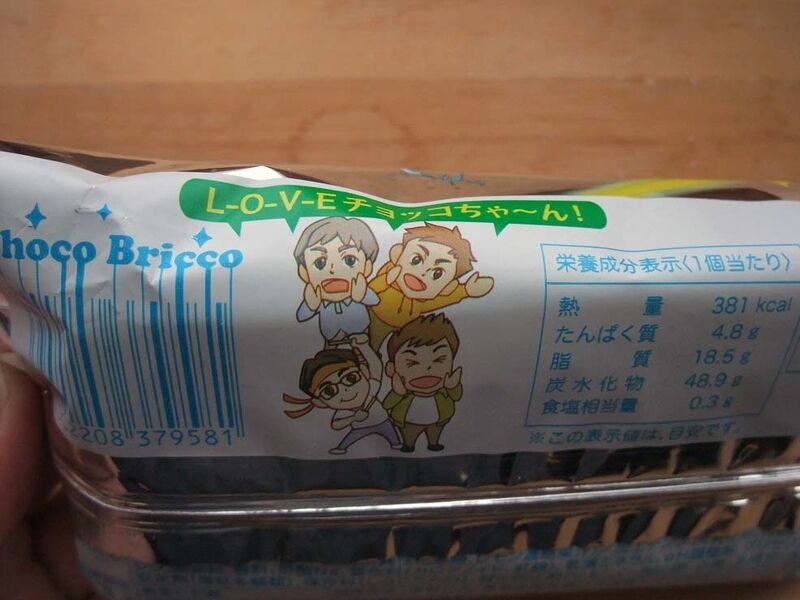 L-O-V-E チョッコちゃ〜ん!
hoco Bricco
2208 379581
栄養成分表示〈1個当たり〉
熱量 381 kcal
たんぱく質 4.8 g
脂質 18.5 g
炭水化物 48.9 g
食塩相当量 0.3 g
※この表示値は、目安です。